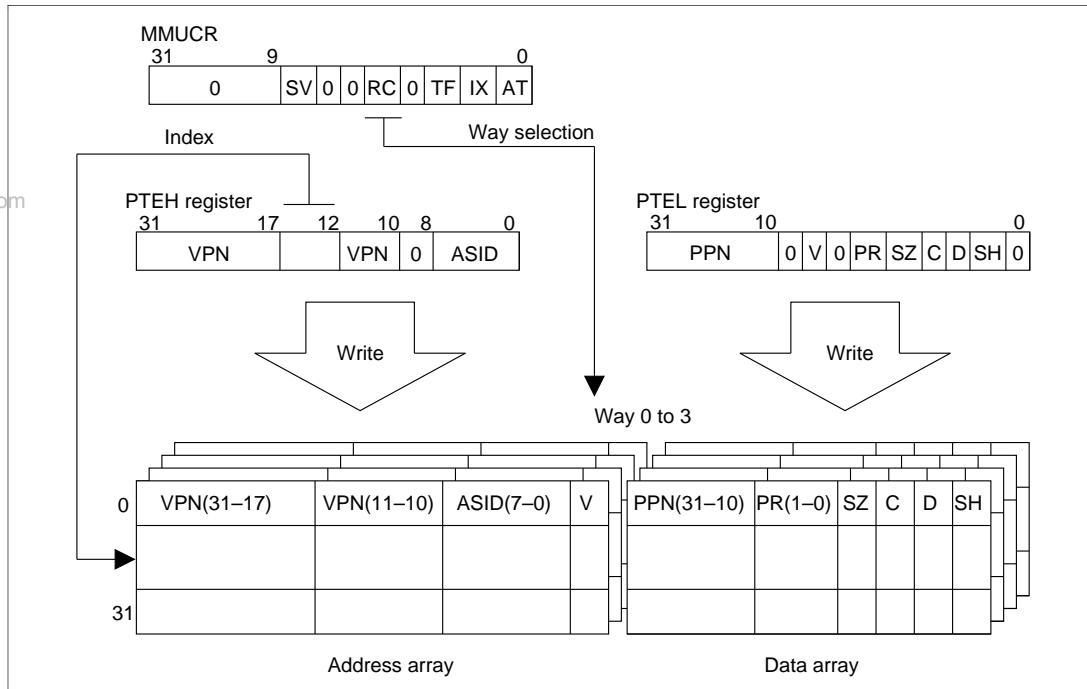 MMUCR
31 9 0
0 SV 0 0 RC 0 TF IX AT
Index
Way selection
om
PTEH register
31 17 12 10 8 0
VPN VPN 0 ASID
PTEL register
31 10 0
PPN 0 V 0 PR SZ C D SH 0
Write
Write
Way 0 to 3
0 VPN(31–17) VPN(11–10) ASID(7–0) V PPN(31–10) PR(1–0) SZ C D SH
31
Address array
Data array